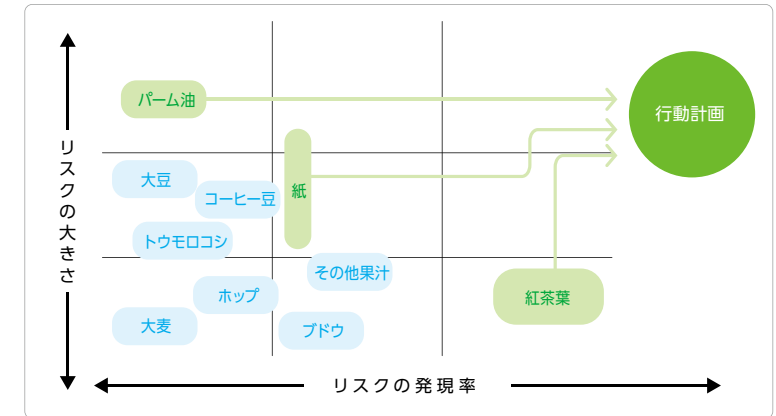 リスクの大きさ
パーム油
行動計画
大豆
コーヒー豆
紙
トウモロコシ
その他果汁
ホップ
紅茶葉
大麦
ブドウ
リスクの発現率